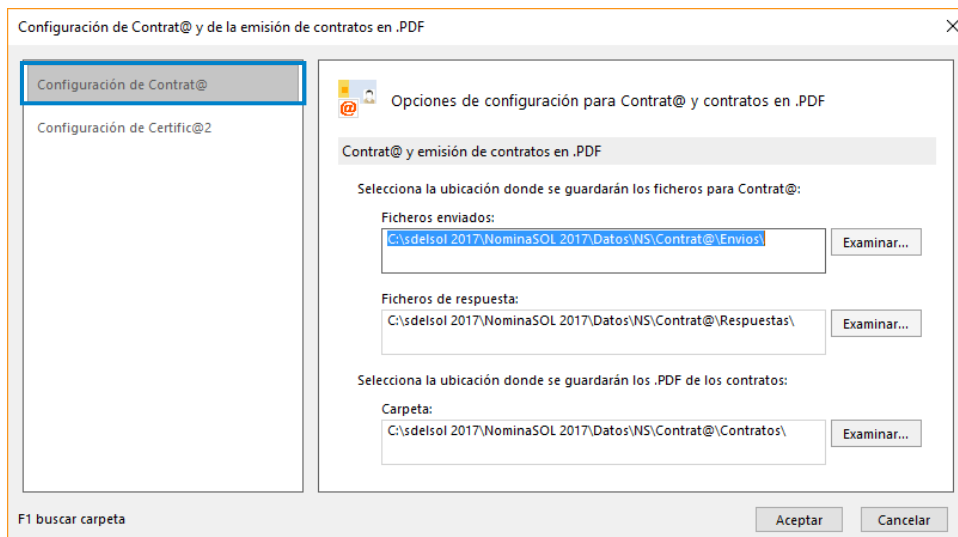 Configuración de Contrat@ y de la emisión de contratos en .PDF
Configuración de Contrat@
Configuración de Certific@2
Opciones de configuración para Contrat@ y contratos en .PDF
Contrat@ y emisión de contratos en .PDF
Selecciona la ubicación donde se guardarán los ficheros para Contrat@:
Ficheros enviados:
C:\sdelsol 2017\NominaSOL 2017\Datos\NS\Contrat@\Envios\
Examinar...
Ficheros de respuesta:
C:\sdelsol 2017\NominaSOL 2017\Datos\NS\Contrat@\Respuestas\
Examinar...
Selecciona la ubicación donde se guardarán los .PDF de los contratos:
Carpeta:
C:\sdelsol 2017\NominaSOL 2017\Datos\NS\Contrat@\Contratos\
Examinar...
F1 buscar carpeta
Aceptar
Cancelar